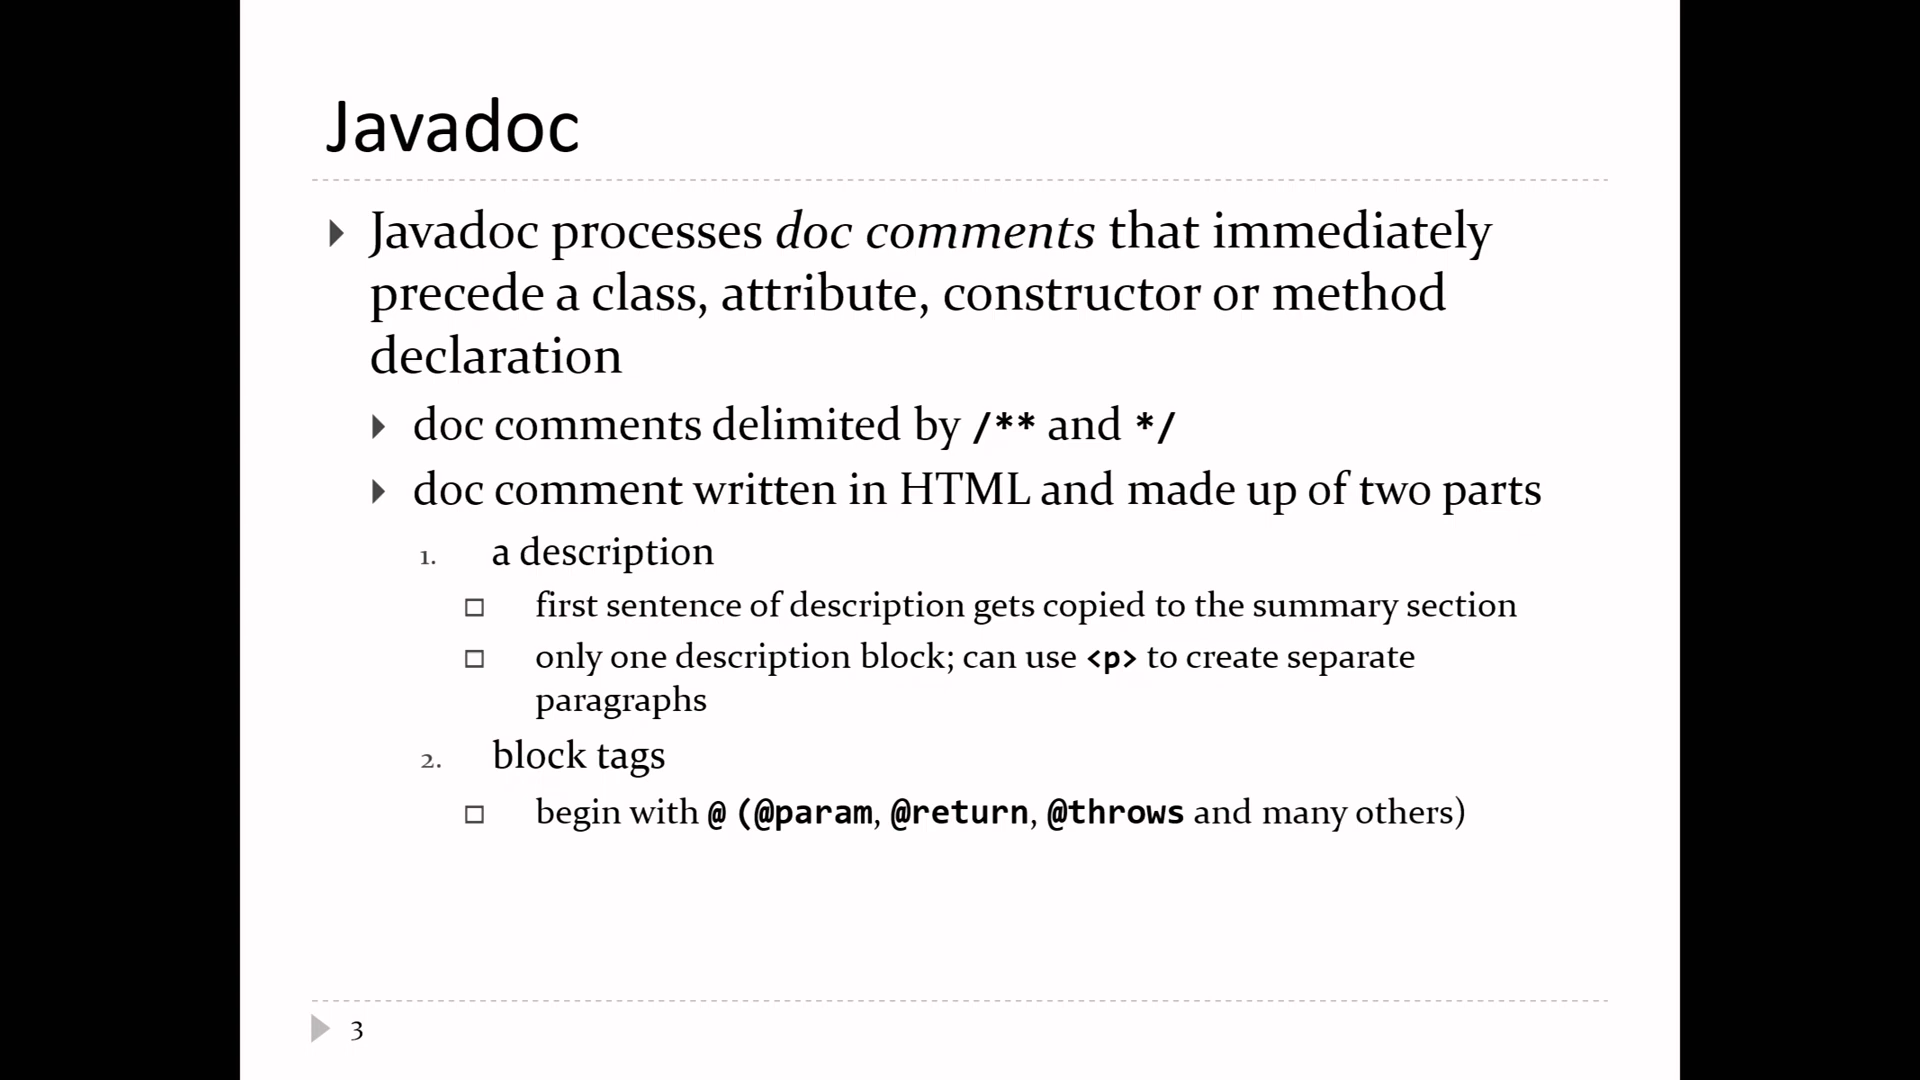 Javadoc
Javadoc processes doc comments that immediately
precede a class, attribute, constructor or method
declaration
doc comments delimited by /** and */
doc comment written in HTML and made up of two parts
1. a description
first sentence of description gets copied to the summary section
only one description block; can use <p> to create separate
paragraphs
2. block tags
begin with @ (@param, @return, @throws and many others)
3